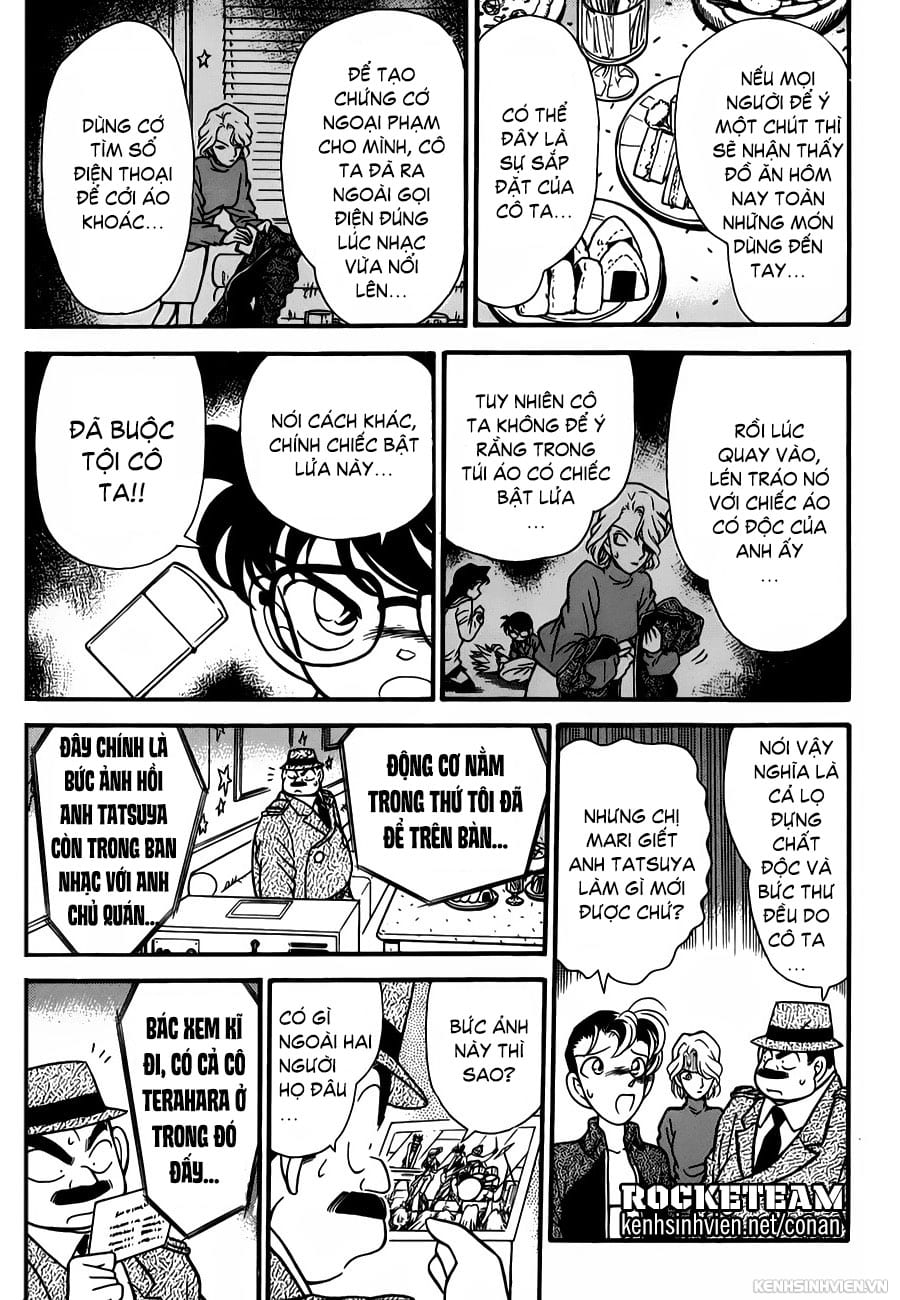 NẾU MỌI
NGƯỜI ĐỂ Ý
MỘT CHÚT THÌ
SẼ NHẬN THẤY
ĐỒ ĂN HÔM
NAY TOÀN
NHỮNG MÓN
DÙNG ĐẾN
TAY...
CÓ THỂ
ĐÂY LÀ
SỰ SẮP
ĐẶT CỦA
CÔ TA...
ĐỂ TẠO
CHỨNG CỚ
NGOẠI PHẠM
CHO MÌNH, CÔ
TA ĐÃ RA
NGOÀI GỌI
ĐIỆN ĐÚNG
LÚC NHẠC
VỪA NỔI
LÊN...
DÙNG CỚ
TÌM SỐ
ĐIỆN THOẠI
ĐỂ CỞI ÁO
KHOÁC...
RỒI LÚC
QUAY VÀO,
LÉN TRÁO NÓ
VỚI CHIẾC ÁO
CÓ ĐỘC CỦA
ANH ẤY
...
TUY NHIÊN CÔ
TA KHÔNG ĐỂ Ý
RẰNG TRONG
TÚI ÁO CÓ CHIẾC
BẬT LỬA
...
NÓI CÁCH KHÁC,
CHÍNH CHIẾC BẬT
LỬA NÀY...
ĐÃ BUỘC
TỘI CÔ
TA!!
NÓI VẬY
NGHĨA LÀ
CẢ LỌ
ĐỰNG
CHẤT
ĐỘC VÀ
BỨC THƯ
ĐỀU DO
CÔ TA
...
NHƯNG CHỊ
MARI GIẾT
ANH TATSUYA
LÀM GÌ MỚI
ĐƯỢC CHỨ?
ĐỘNG CƠ NẰM
TRONG THỨ TÔI ĐÃ
ĐỂ TRÊN BÀN...
ĐÂY CHÍNH LÀ
BỨC ẢNH HỒI
ANH TATSUYA
CÒN TRONG BAN
NHẠC VỚI ANH
CHỦ QUÁN...
BỨC ẢNH
NÀY THÌ
SAO?
CÓ GÌ
NGOÀI HAI
NGƯỜI
HỌ ĐÂU
...
BÁC XEM KĨ
ĐI, CÓ CẢ CÔ
TERAHARA Ở
TRONG ĐÓ
ĐẤY...
ROCKETEAM
kenhsinhvien.net/conan
KENHSINHVIEN.VN